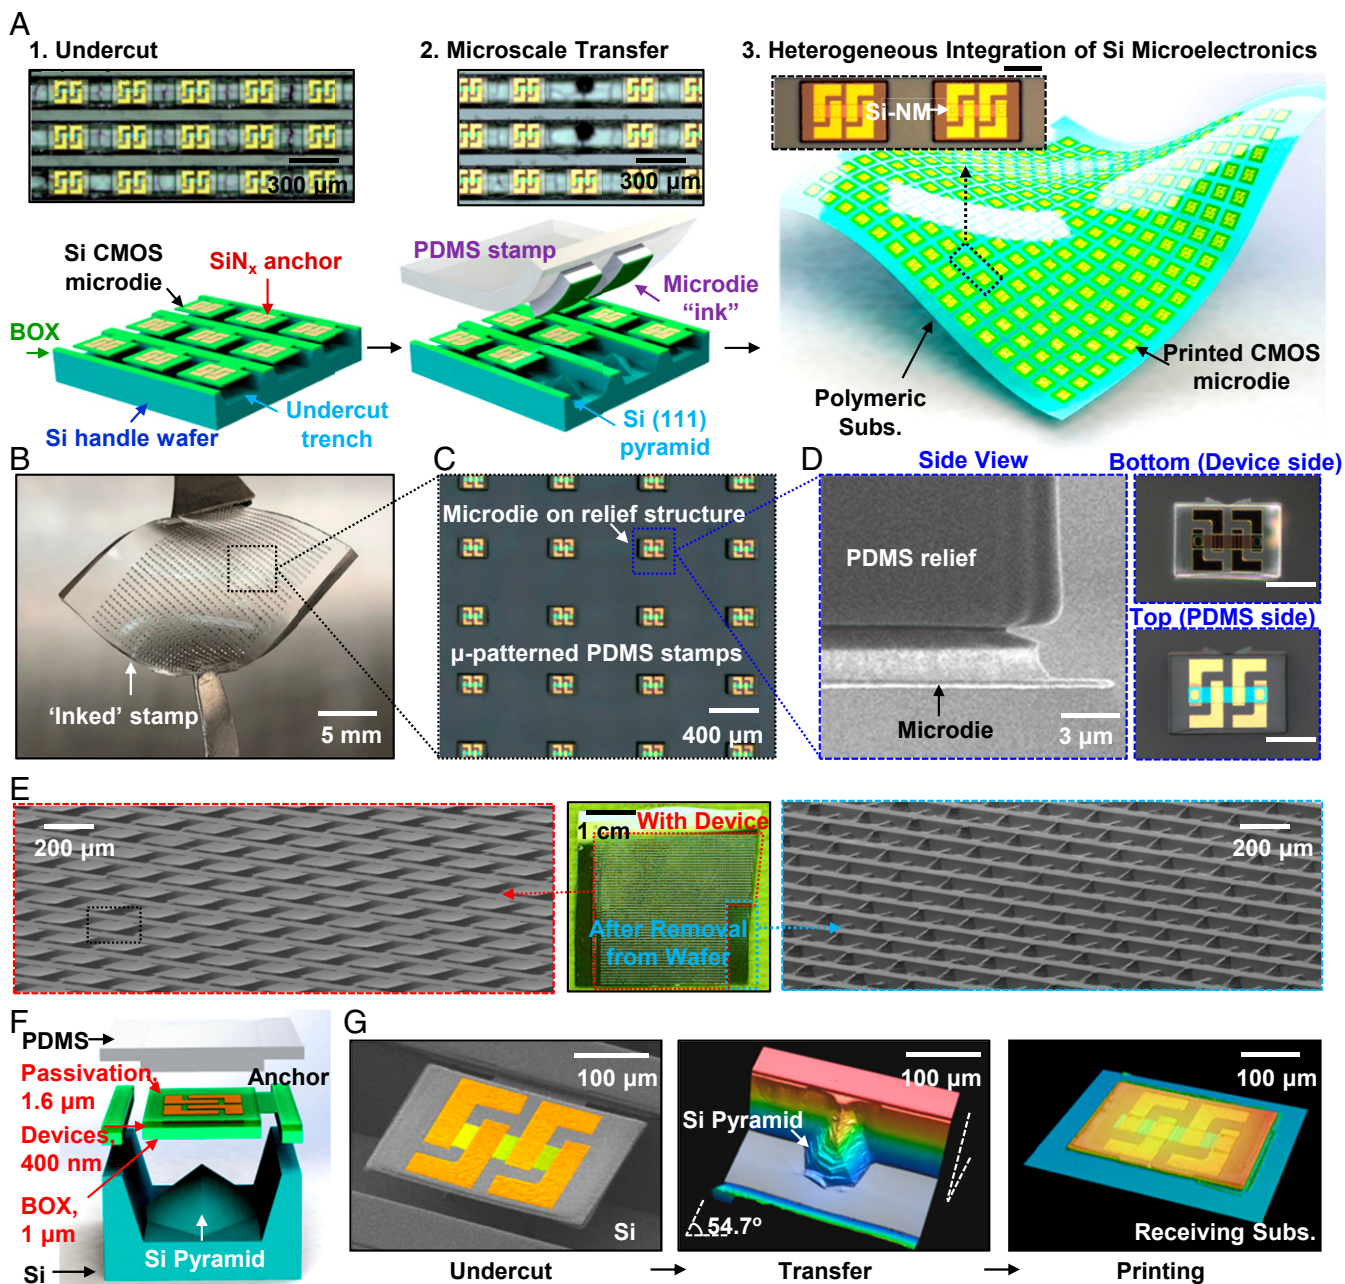 A
1. Undercut
2. Microscale Transfer
3. Heterogeneous Integration of Si Microelectronics
300 µm
300 µm
Si-NM
Si CMOS
microdie
SiNx anchor
BOX
Undercut
trench
Si handle wafer
PDMS stamp
Microdie
“ink”
Si (111)
pyramid
Polymeric
Subs.
Printed CMOS
microdie
B
‘Inked’ stamp
5 mm
C
Microdie on relief structure
µ-patterned PDMS stamps
400 µm
D
Side View
PDMS relief
Microdie
3 µm
Bottom (Device side)
Top (PDMS side)
E
200 µm
1 cm
With Device
After Removal
from Wafer
200 µm
F
PDMS
Passivation,
1.6 µm
Anchor
Devices,
400 nm
BOX,
1 µm
Si Pyramid
Si
G
100 µm
Si
Undercut
100 µm
Si Pyramid
54.7º
Transfer
100 µm
Receiving Subs.
Printing